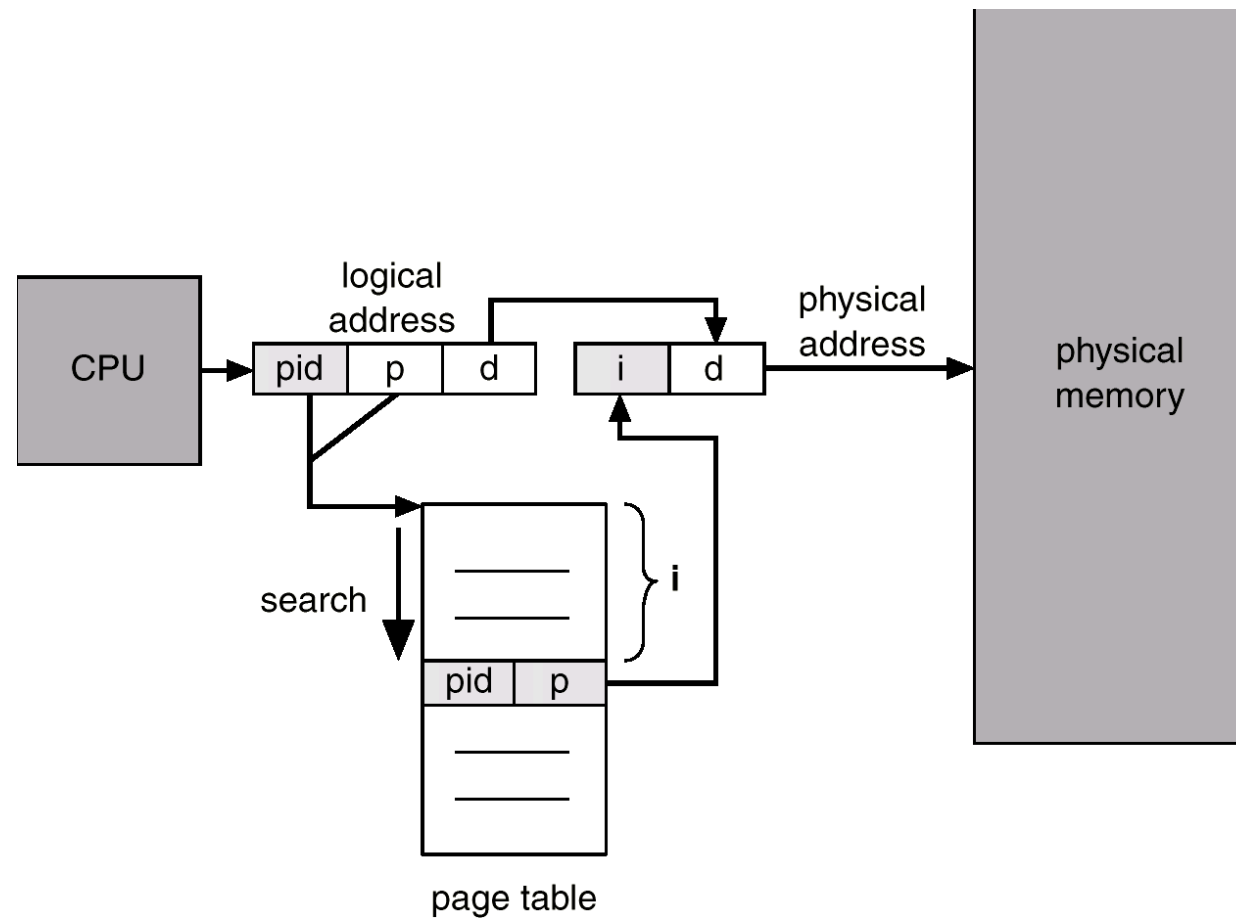 logical
address
physical
address
CPU
pid
p
d
i
d
physical
memory
search
i
pid
p
page table